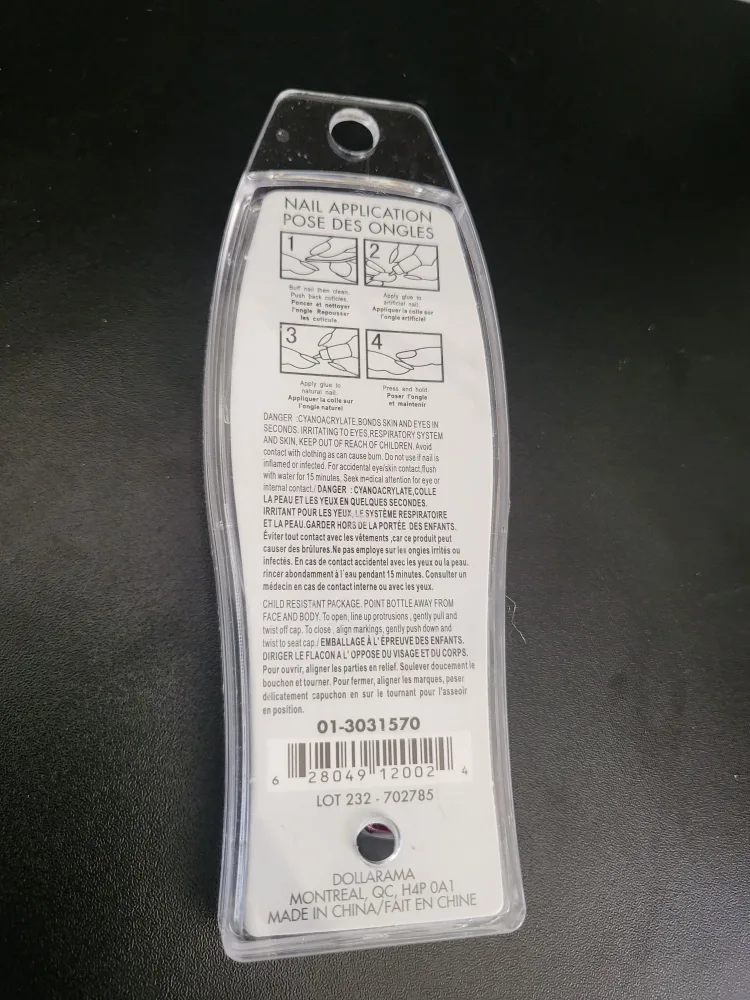 NAIL APPLICATION
POSE DES ONGLES
1
2
Buff nail then clean.
Push back cuticles.
Poncer et nettoyer
l'ongle Repousser
les cuticule
Apply glue to
artificial nail.
Appliquer la colle sur
l'ongle artificiel
3
4
Apply glue to
natural nail.
Appliquer la colle sur
l'ongle naturel
Press and hold.
Poser l'ongle
et maintenir
DANGER :CYANOACRYLATE,BONDS SKIN AND EYES IN
SECONDS. IRRITATING TO EYES,RESPIRATORY SYSTEM
AND SKIN, KEEP OUT OF REACH OF CHILDREN. Avoid
contact with clothing as can cause burn. Do not use if nail is
inflamed or infected. For accidental eye/skin contact,flush
with water for 15 minutes. Seek medical attention for eye or
internal contact./ DANGER : CYANOACRYLATE,COLLE
LA PEAU ET LES YEUX EN QUELQUES SECONDES.
IRRITANT POUR LES YEUX, LE SYSTÈME RESPIRATOIRE
ET LA PEAU.GARDER HORS DE LA PORTÉE DES ENFANTS.
Éviter tout contact avec les vêtements ,car ce produit peut
causer des brûlures.Ne pas employe sur les ongies irrités ou
infectés. En cas de contact accidentel avec les yeux ou la peau.
rincer abondamment à l'eau pendant 15 minutes. Consulter un
médecin en cas de contact interne ou avec les yeux.
CHILD RESISTANT PACKAGE. POINT BOTTLE AWAY FROM
FACE AND BODY. To open, line up protrusions , gently pull and
twist off cap. To close , align markings, gently push down and
twist to seat cap./ EMBALLAGE À L' ÉPREUVE DES ENFANTS.
DIRIGER LE FLACON A L' OPPOSE DU VISAGE ET DU CORPS.
Pour ouvrir, aligner les parties en relief. Soulever doucement le
bouchon et tourner. Pour fermer, aligner les marques, peser
délicatement capuchon en sur le tournant pour l'asseoir
en position.
01-3031570
6 28049 12002 4
LOT 232 - 702785
DOLLARAMA
MONTREAL, QC, H4P 0A1
MADE IN CHINA/FAIT EN CHINE